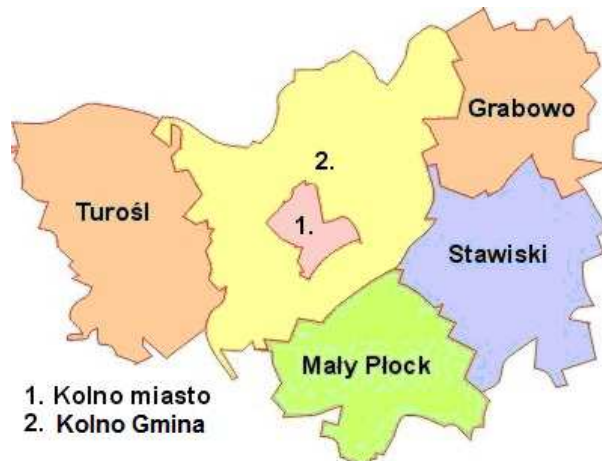 Grabowo
2.
Turośl
1.
Stawiski
Mały Płock
1. Kolno miasto
2. Kolno Gmina